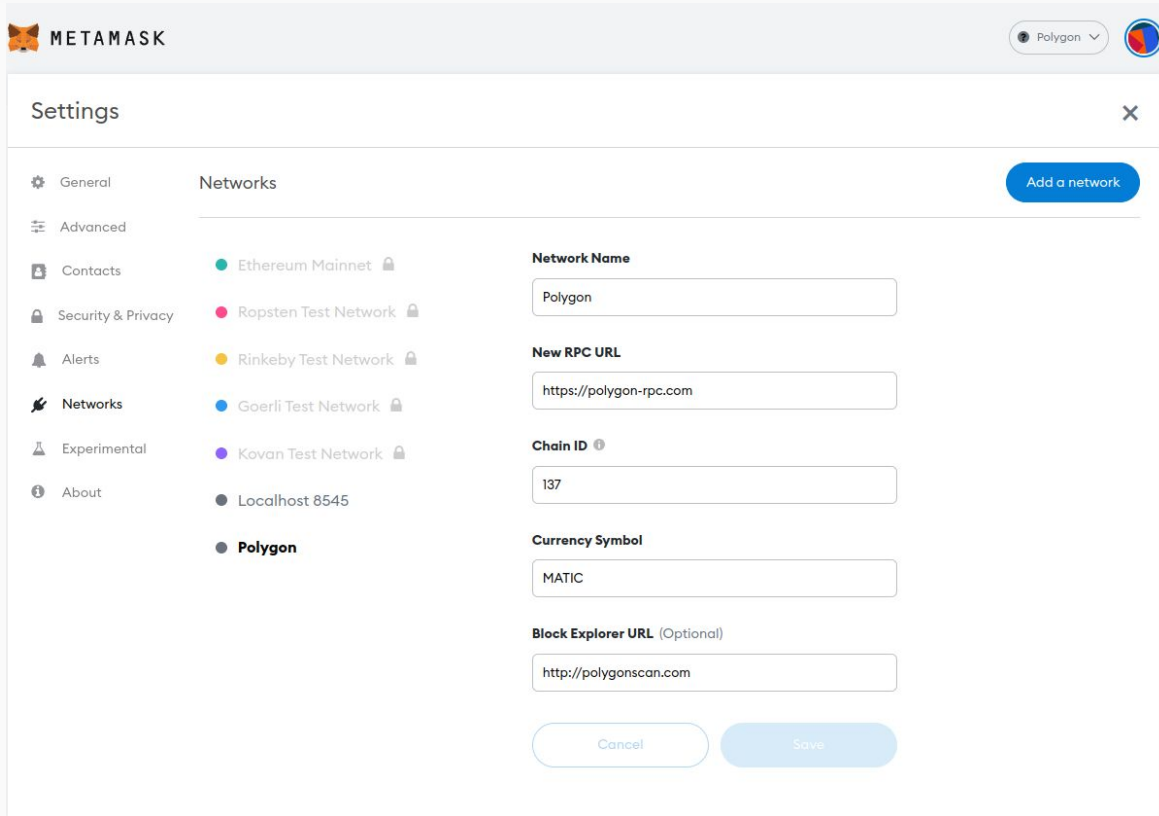 METAMASK
Polygon
Settings
General
Advanced
Contacts
Security & Privacy
Alerts
Networks
Experimental
About
Networks
Add a network
Ethereum Mainnet
Ropsten Test Network
Rinkeby Test Network
Goerli Test Network
Kovan Test Network
Localhost 8545
Polygon
Network Name
Polygon
New RPC URL
https://polygon-rpc.com
Chain ID
137
Currency Symbol
MATIC
Block Explorer URL (Optional)
http://polygonscan.com
Cancel
Save